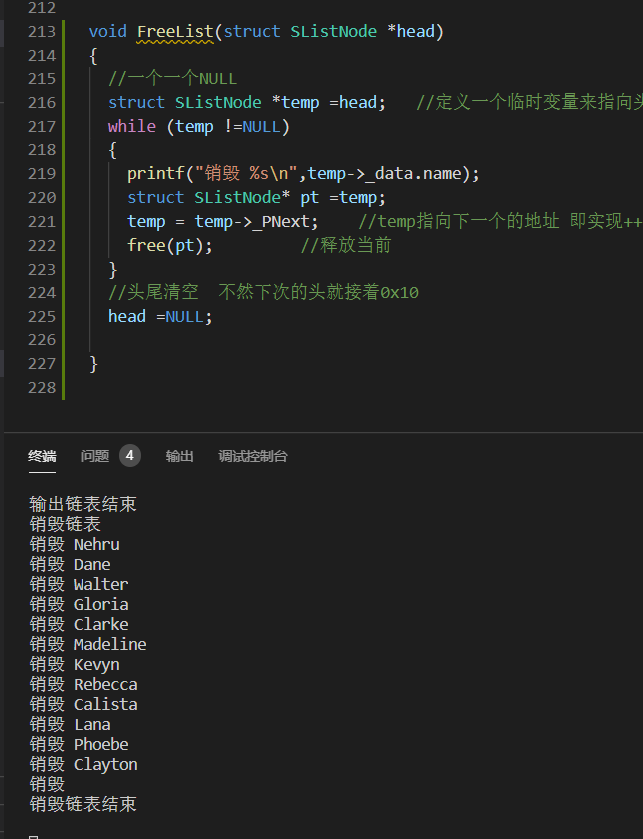 212
213 void FreeList(struct SListNode *head)
214 {
215 //一个一个NULL
216 struct SListNode *temp =head; //定义一个临时变量来指向头
217 while (temp !=NULL)
218 {
219 printf("销毁 %s\n",temp->_data.name);
220 struct SListNode* pt =temp;
221 temp = temp->_PNext; //temp指向下一个的地址 即实现++
222 free(pt); //释放当前
223 }
224 //头尾清空 不然下次的头就接着0x10
225 head =NULL;
226
227 }
228
终端 问题 4 输出 调试控制台
输出链表结束
销毁链表
销毁 Nehru
销毁 Dane
销毁 Walter
销毁 Gloria
销毁 Clarke
销毁 Madeline
销毁 Kevyn
销毁 Rebecca
销毁 Calista
销毁 Lana
销毁 Phoebe
销毁 Clayton
销毁
销毁链表结束